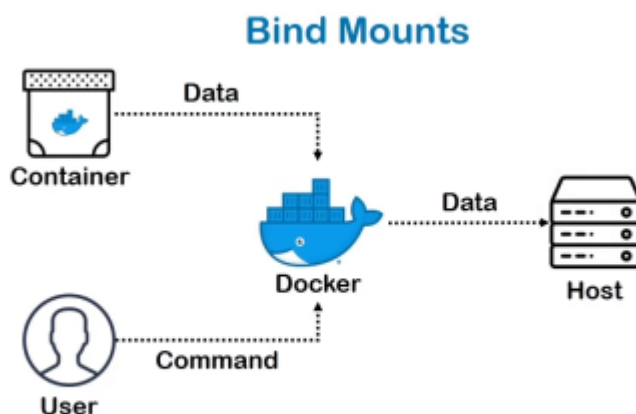 Bind Mounts
Data
Container
Data
Docker
Host
Command
User